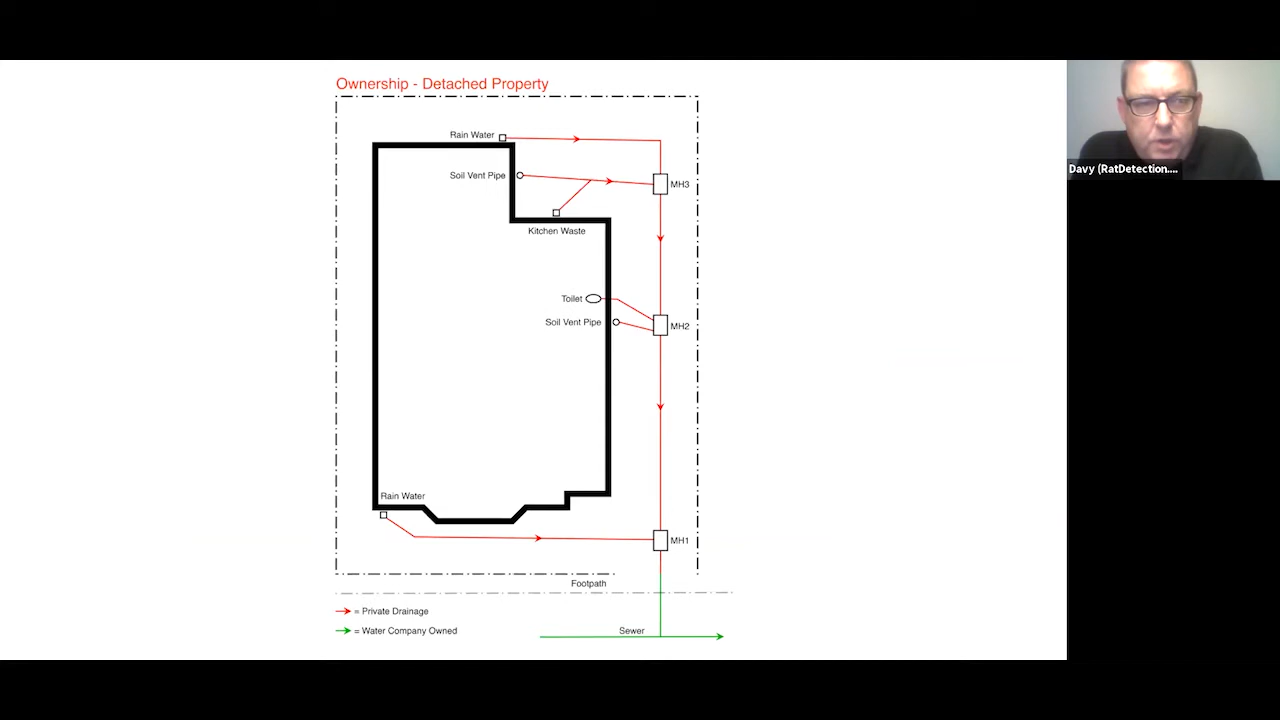 Ownership - Detached Property
Rain Water
Soil Vent Pipe
MH3
Kitchen Waste
Toilet
Soil Vent Pipe
MH2
Rain Water
MH1
Footpath
= Private Drainage
= Water Company Owned
Sewer
Davy (RatDetection....